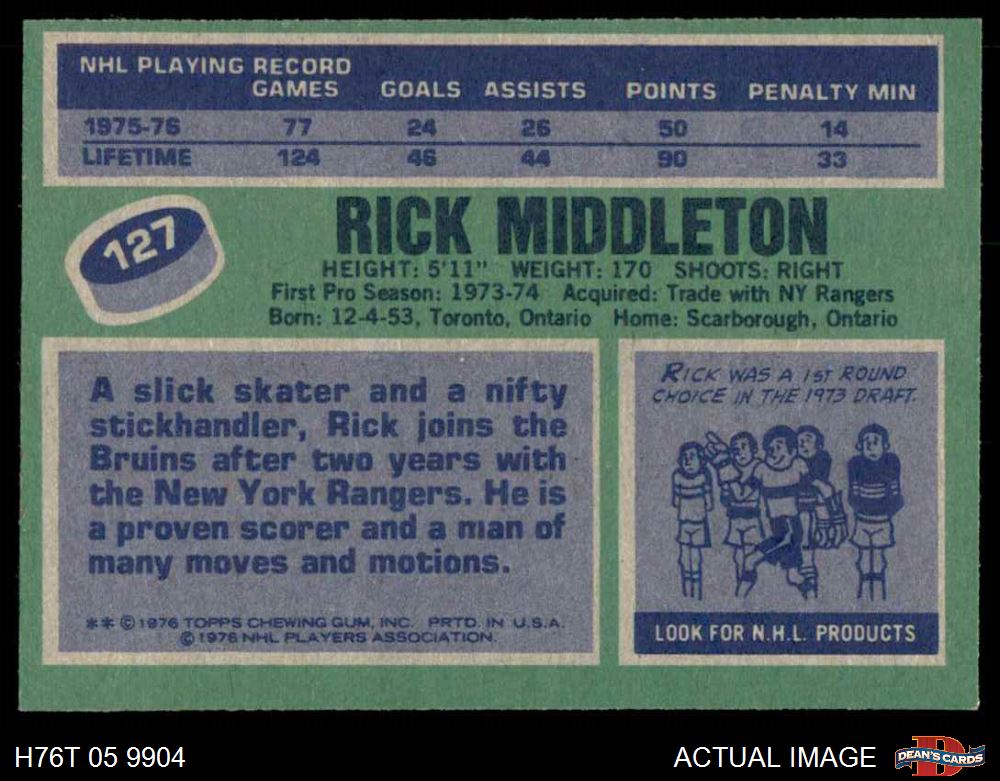 NHL PLAYING RECORD
GAMES GOALS ASSISTS POINTS PENALTY MIN
1975-76 77 24 26 50 14
LIFETIME 124 46 44 90 33
127
RICK MIDDLETON
HEIGHT: 5'11" WEIGHT: 170 SHOOTS: RIGHT
First Pro Season: 1973-74 Acquired: Trade with NY Rangers
Born: 12-4-53, Toronto, Ontario Home: Scarborough, Ontario
A slick skater and a nifty
stickhandler, Rick joins the
Bruins after two years with
the New York Rangers. He is
a proven scorer and a man of
many moves and motions.
** © 1976 TOPPS CHEWING GUM, INC. PRTD. IN U.S.A.
© 1976 NHL PLAYERS ASSOCIATION.
RICK WAS A 1ST ROUND
CHOICE IN THE 1973 DRAFT.
LOOK FOR N.H.L. PRODUCTS
H76T 05 9904
ACTUAL IMAGE
D
DEAN'S CARDS